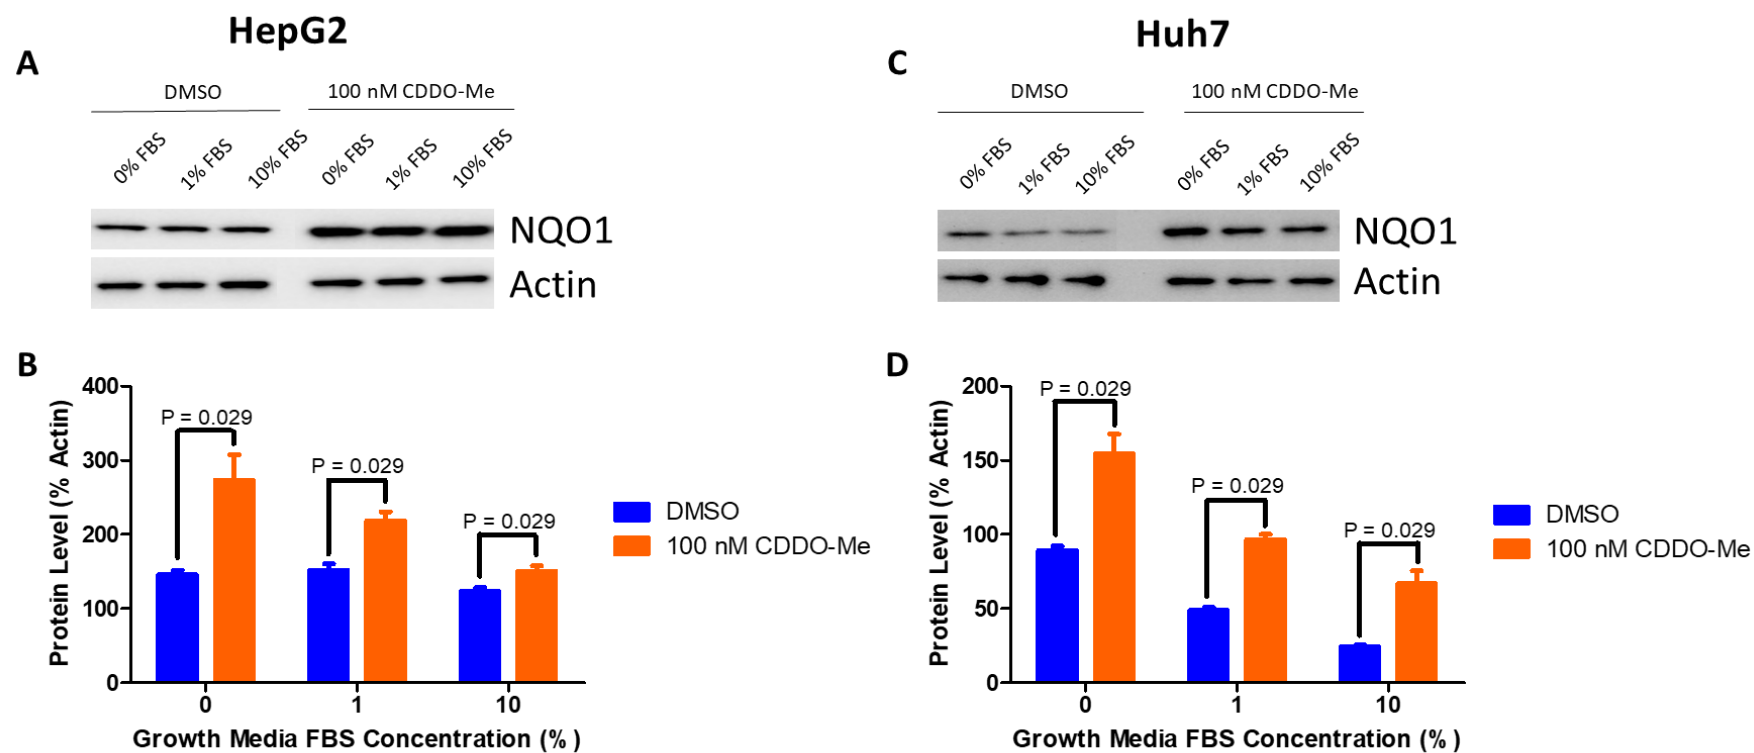 HepG2
A
DMSO
100 nM CDDO-Me
0% FBS
1% FBS
10% FBS
0% FBS
1% FBS
10% FBS
NQO1
Actin
B
Protein Level (% Actin)
400
300
200
100
0
P = 0.029
P = 0.029
P = 0.029
0
1
10
Growth Media FBS Concentration (%)
DMSO
100 nM CDDO-Me
Huh7
C
DMSO
100 nM CDDO-Me
0% FBS
1% FBS
10% FBS
0% FBS
1% FBS
10% FBS
NQO1
Actin
D
Protein Level (% Actin)
200
150
100
50
0
P = 0.029
P = 0.029
P = 0.029
0
1
10
Growth Media FBS Concentration (%)
DMSO
100 nM CDDO-Me